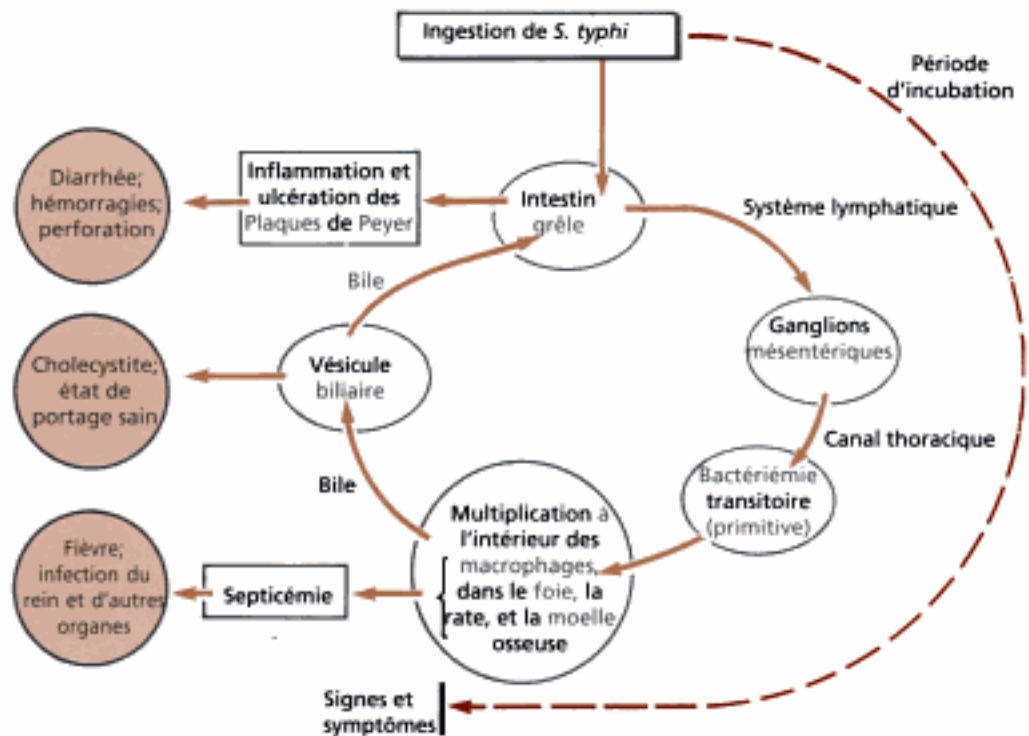 Ingestion de S. typhi
Période
d'incubation
Inflammation et
ulcération des
Plaques de Peyer
Diarrhée;
hémorragies;
perforation
Intestin
grêle
Système lymphatique
Bile
Ganglions
mésentériques
Vésicule
biliaire
Cholecystite;
état de
portage sain
Canal thoracique
Bactériémie
transitoire
(primitive)
Bile
Multiplication à
l'intérieur des
macrophages,
dans le foie, la
rate, et la moelle
osseuse
Septicémie
Fièvre;
infection du
rein et d'autres
organes
Signes et
symptômes